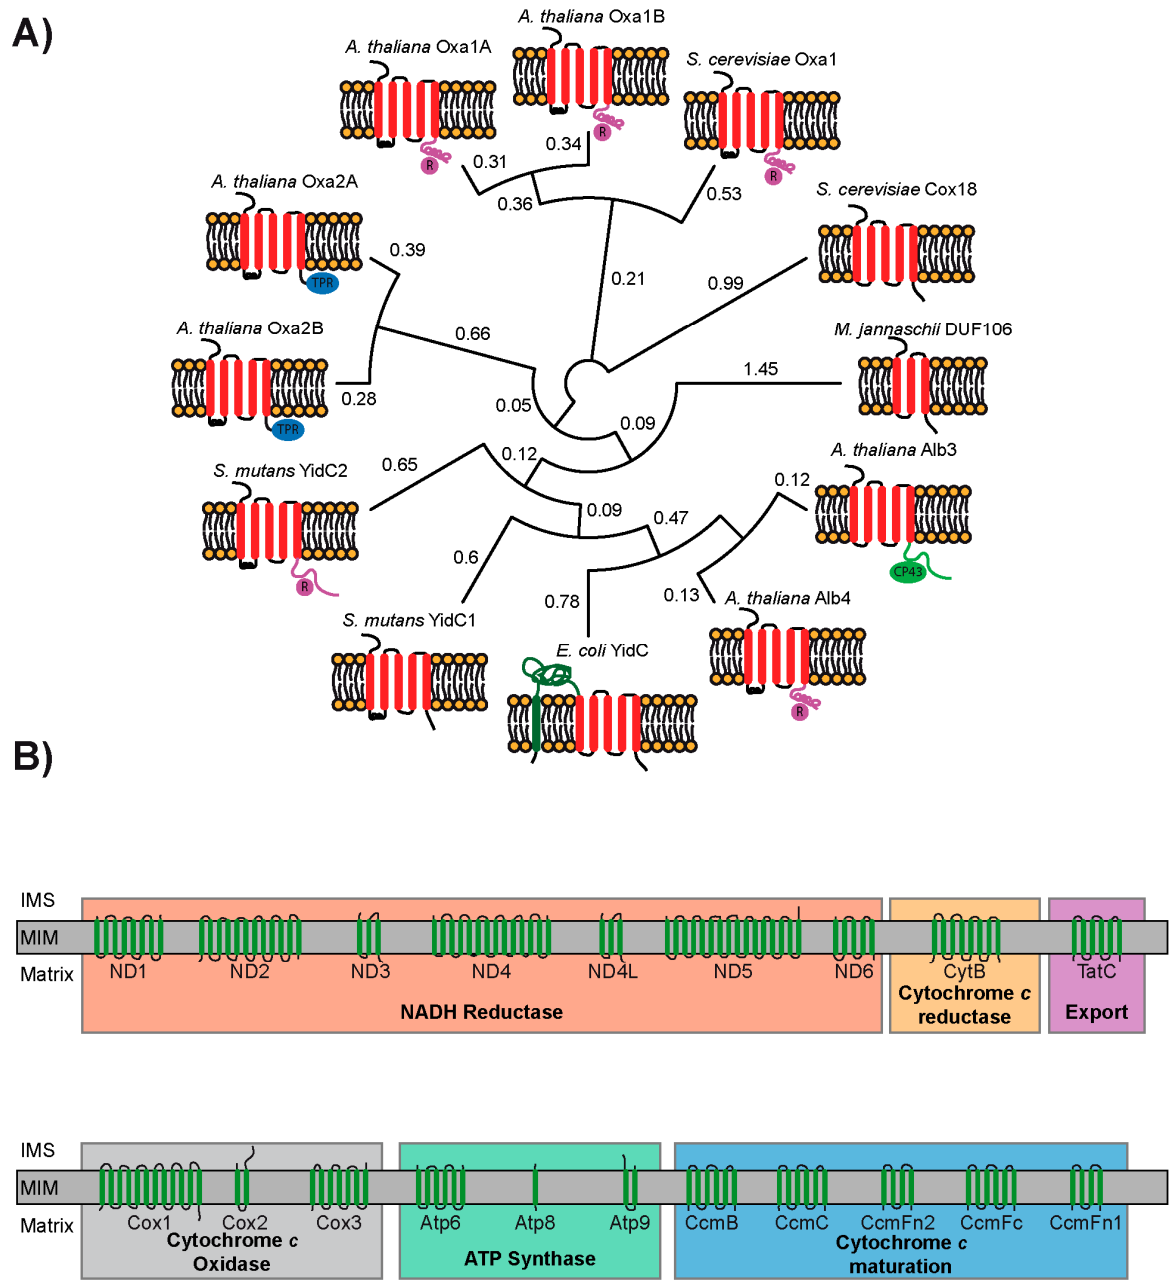 A)
A. thaliana Oxa1B
A. thaliana Oxa1A
S. cerevisiae Oxa1
R
R
R
0.34
0.31
0.36
0.53
A. thaliana Oxa2A
S. cerevisiae Cox18
TPR
0.39
0.21
0.99
A. thaliana Oxa2B
M. jannaschii DUF106
0.66
1.45
TPR
0.28
0.05
0.09
S. mutans YidC2
0.65
0.12
A. thaliana Alb3
0.12
R
0.09
0.47
CP43
0.6
0.78
0.13
A. thaliana Alb4
S. mutans YidC1
E. coli YidC
R
B)
IMS
MIM
Matrix
ND1 ND2 ND3 ND4 ND4L ND5 ND6 CytB TatC
NADH Reductase
Cytochrome c
reductase
Export
IMS
MIM
Matrix
Cox1 Cox2 Cox3 Atp6 Atp8 Atp9 CcmB CcmC CcmFn2 CcmFc CcmFn1
Cytochrome c
Oxidase
ATP Synthase
Cytochrome c
maturation